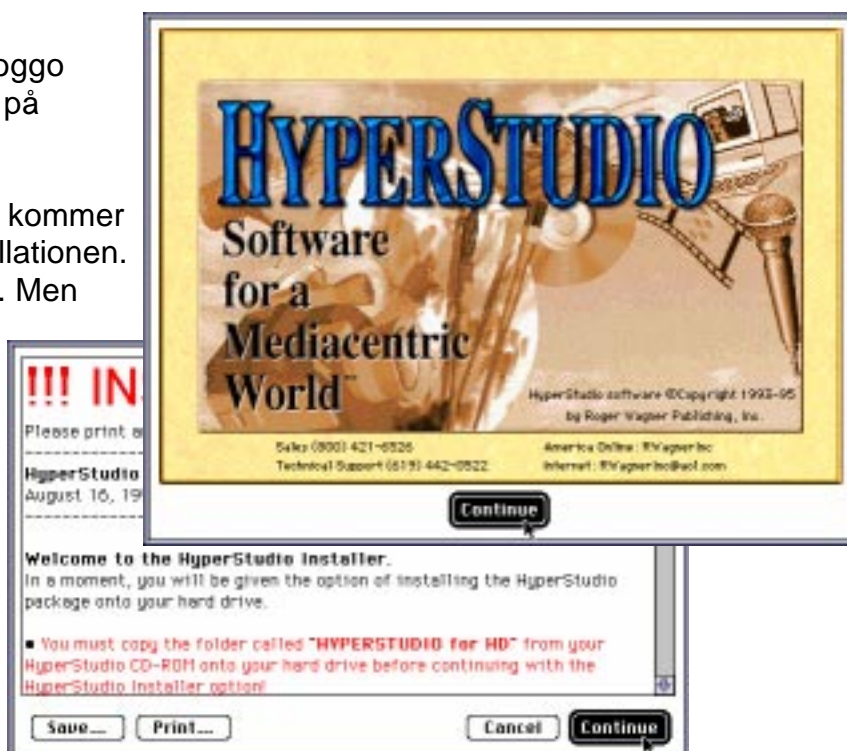 oggo
på
kommer
llationen.
. Men
HYPERSTUDIO
Software
for a
Mediacentric
World™
HyperStudio software ©Copyright 1993-95
by Roger Wagner Publishing, Inc.
Sales (800) 421-6526
America Online: RWagnerInc
Technical Support (619) 442-0522
Internet: RWagnerInc@aol.com
Continue
!!! INS
Please print a
HyperStudio
August 16, 19
Welcome to the HyperStudio Installer.
In a moment, you will be given the option of installing the HyperStudio
package onto your hard drive.
■ You must copy the folder called "HYPERSTUDIO for HD" from your
HyperStudio CD-ROM onto your hard drive before continuing with the
HyperStudio Installer option!
Save...
Print...
Cancel
Continue